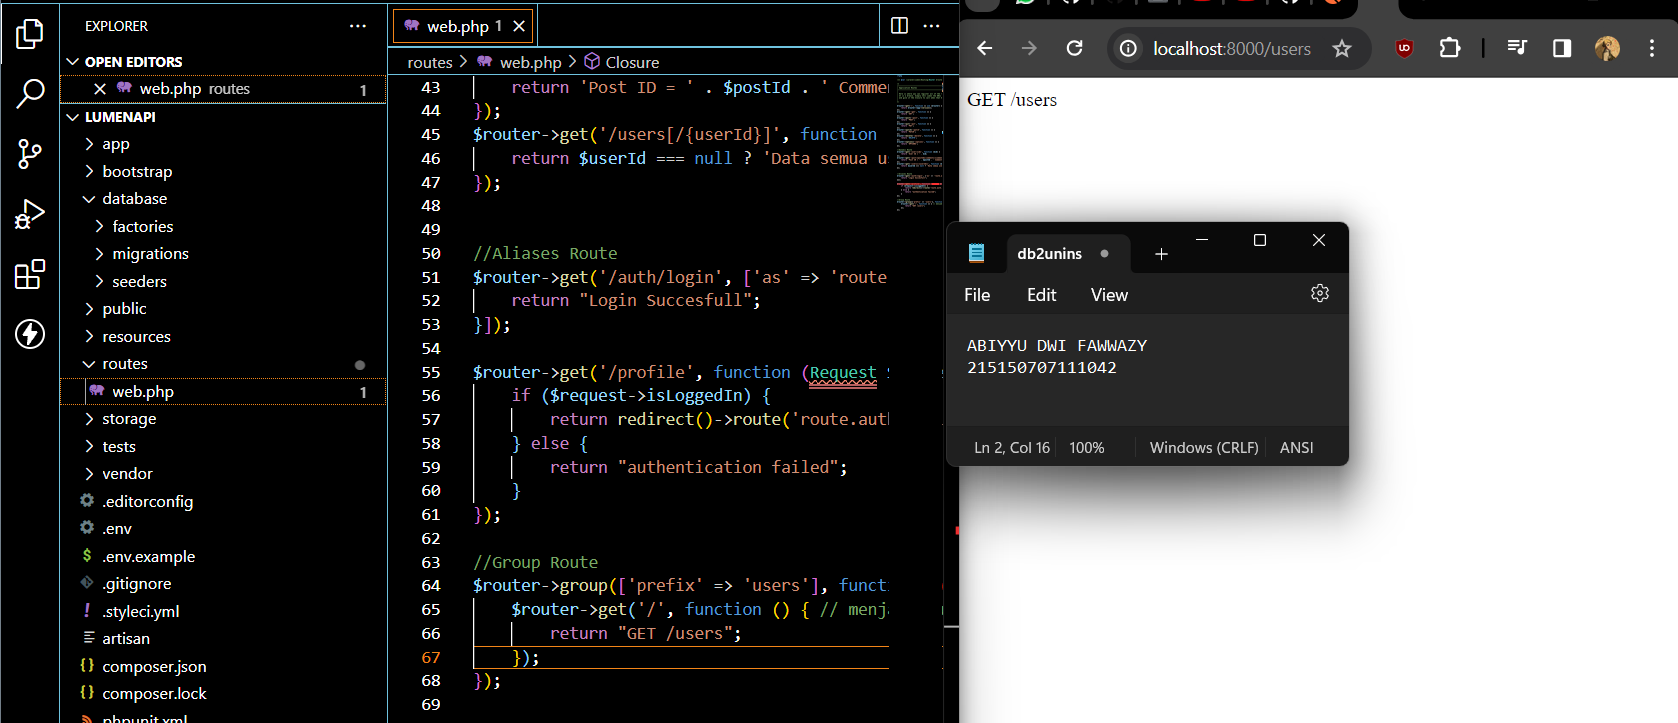 EXPLORER
OPEN EDITORS
web.php routes 1
LUMENAPI
app
bootstrap
database
factories
migrations
seeders
public
resources
routes
web.php 1
storage
tests
vendor
.editorconfig
.env
.env.example
.gitignore
.styleci.yml
artisan
composer.json
composer.lock
phpunit.xml
web.php 1
routes > web.php > Closure
43 return 'Post ID = ' . $postId . ' Comme
44 });
45 $router->get('/users[/{userId}]', function
46 return $userId === null ? 'Data semua u
47 });
48
49
50 //Aliases Route
51 $router->get('/auth/login', ['as' => 'route
52 return "Login Succesfull";
53 }]);
54
55 $router->get('/profile', function (Request
56 if ($request->isLoggedIn) {
57 return redirect()->route('route.aut
58 } else {
59 return "authentication failed";
60 }
61 });
62
63 //Group Route
64 $router->group(['prefix' => 'users'], functi
65 $router->get('/', function () { // menja
66 return "GET /users";
67 });
68 });
69
localhost:8000/users
GET /users
db2unins
File Edit View
ABIYYU DWI FAWWAZY
215150707111042
Ln 2, Col 16 100% Windows (CRLF) ANSI